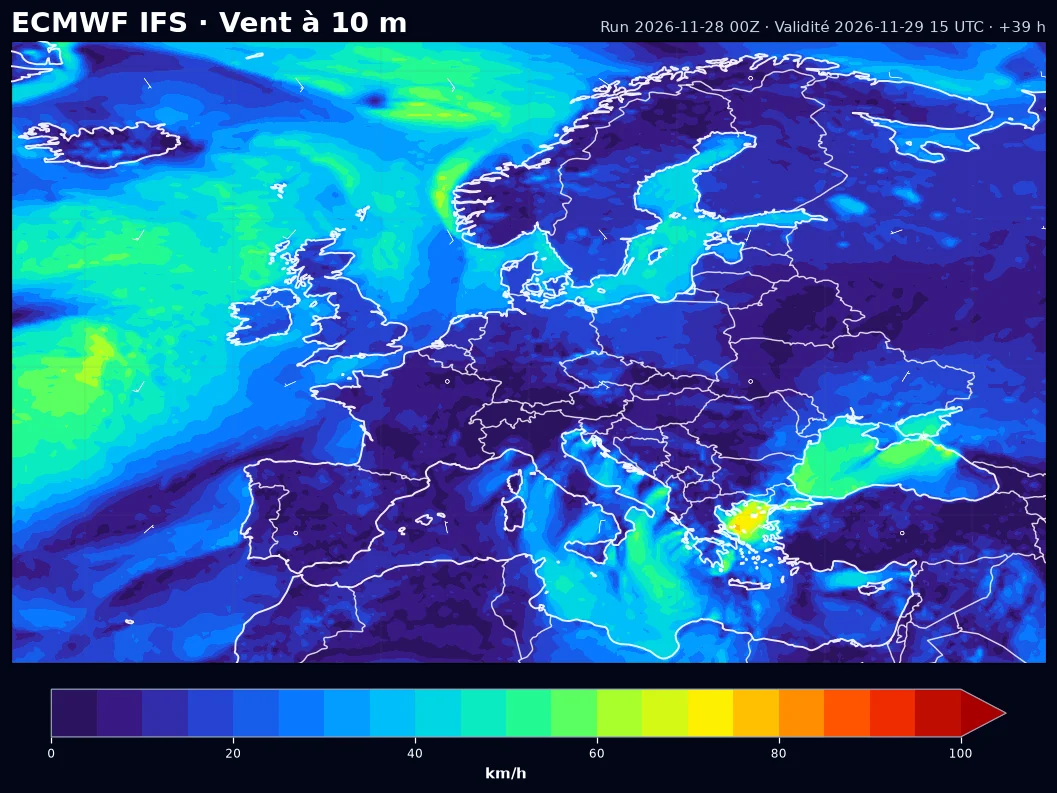 ECMWF IFS · Vent à 10 m
Run 2026-11-28 00Z · Validité 2026-11-29 15 UTC · +39 h
0 20 40 60 80 100
km/h